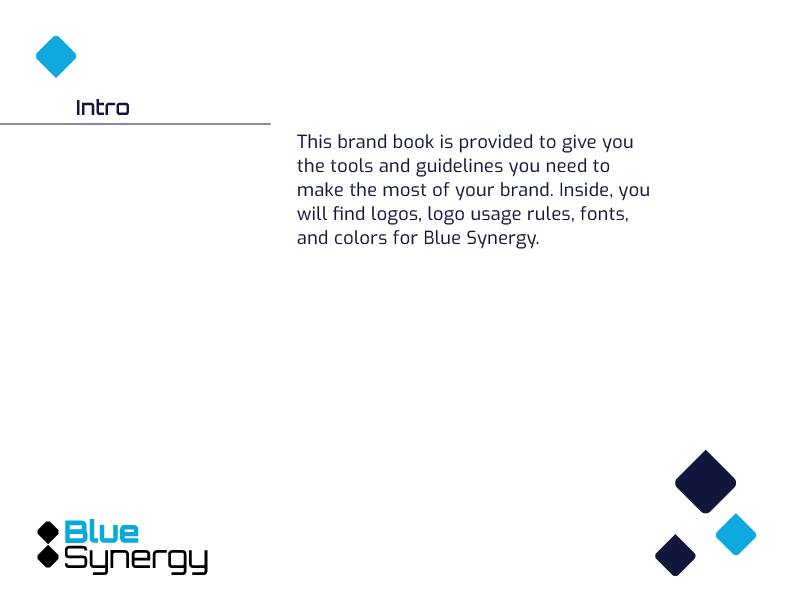 Intro
This brand book is provided to give you
the tools and guidelines you need to
make the most of your brand. Inside, you
will find logos, logo usage rules, fonts,
and colors for Blue Synergy.
Blue
Synergy